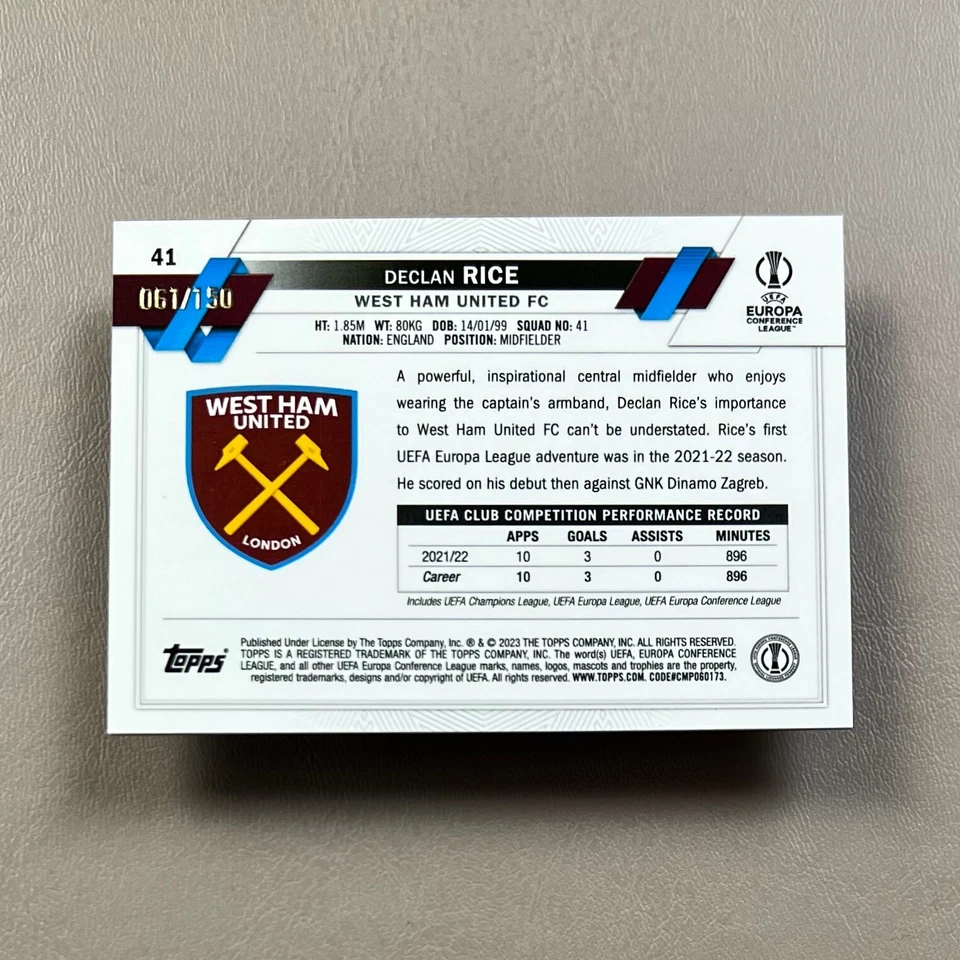 41
061/150
DECLAN RICE
WEST HAM UNITED FC
HT: 1.85M WT: 80KG DOB: 14/01/99 SQUAD NO: 41
NATION: ENGLAND POSITION: MIDFIELDER
UEFA
EUROPA
CONFERENCE
LEAGUE™
WEST HAM
UNITED
LONDON
A powerful, inspirational central midfielder who enjoys
wearing the captain's armband, Declan Rice's importance
to West Ham United FC can't be understated. Rice's first
UEFA Europa League adventure was in the 2021-22 season.
He scored on his debut then against GNK Dinamo Zagreb.
UEFA CLUB COMPETITION PERFORMANCE RECORD
APPS GOALS ASSISTS MINUTES
2021/22 10 3 0 896
Career 10 3 0 896
Includes UEFA Champions League, UEFA Europa League, UEFA Europa Conference League
Topps®
Published Under License by The Topps Company, Inc. ® & © 2023 THE TOPPS COMPANY, INC. ALL RIGHTS RESERVED.
TOPPS IS A REGISTERED TRADEMARK OF THE TOPPS COMPANY, INC. The word(s) UEFA, EUROPA CONFERENCE
LEAGUE, and all other UEFA Europa Conference League marks, names, logos, mascots and trophies are the property,
registered trademarks, designs and/or copyright of UEFA. All rights reserved. WWW.TOPPS.COM. CODE#CMP060173.